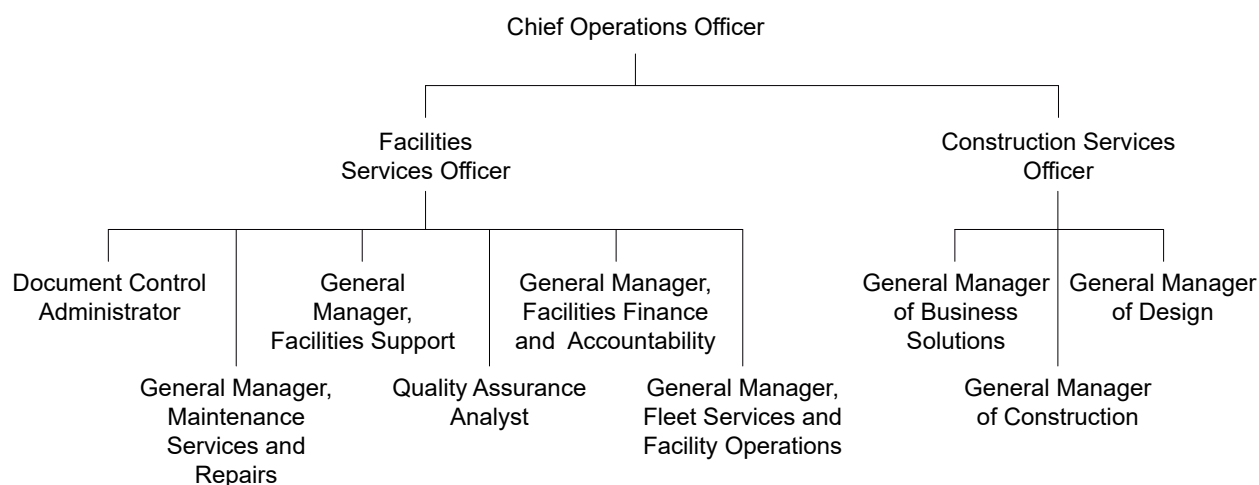 Chief Operations Officer
Facilities
Services Officer
Construction Services
Officer
Document Control
Administrator
General
Manager,
Facilities Support
General Manager,
Facilities Finance
and  Accountability
General Manager
of Business
Solutions
General Manager
of Design
General Manager,
Maintenance
Services and
Repairs
Quality Assurance
Analyst
General Manager,
Fleet Services and
Facility Operations
General Manager
of Construction